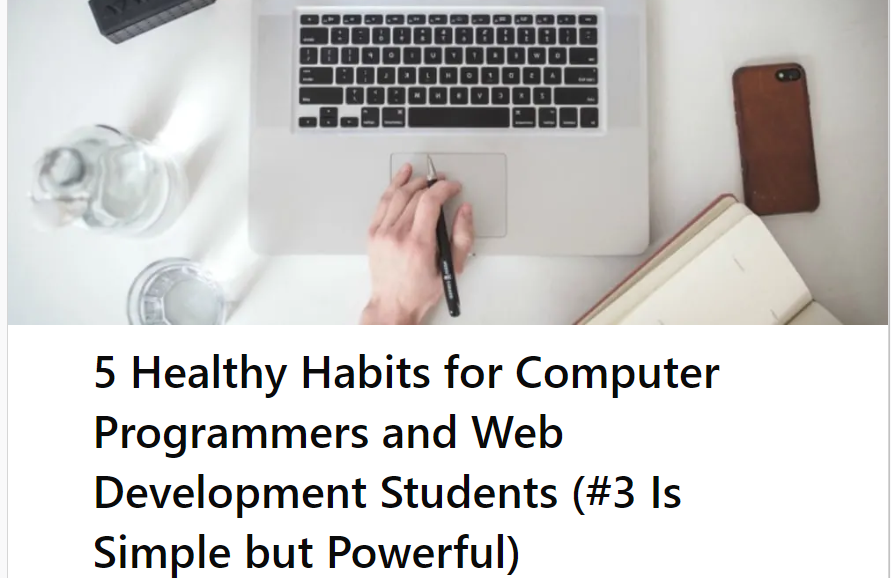 5 Healthy Habits for Computer
Programmers and Web
Development Students (#3 Is
Simple but Powerful)